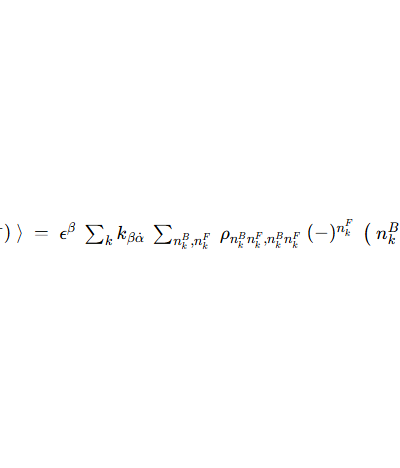 ) ⟩ = ϵ^β ∑_k k_{βα̇} ∑_{n_k^B, n_k^F} ρ_{n_k^B n_k^F, n_k^B n_k^F} (−)^{n_k^F} ( n_k^B